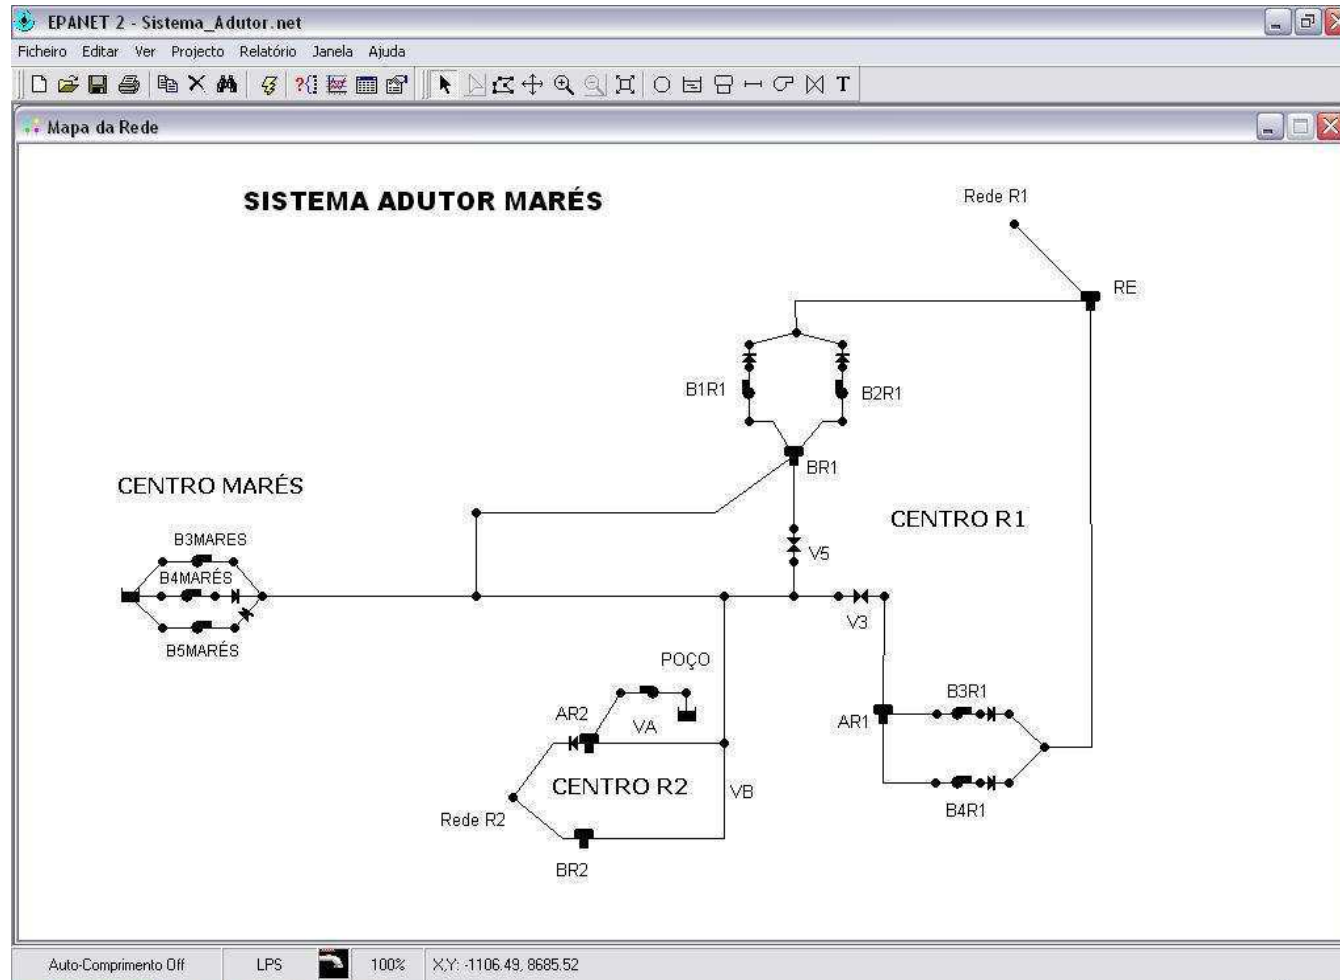 EPANET 2 - Sistema_Adutor.net
Ficheiro Editar Ver Projecto Relatório Janela Ajuda
T
Mapa da Rede
SISTEMA ADUTOR MARÉS
Rede R1
RE
B1R1
B2R1
BR1
CENTRO MARÉS
CENTRO R1
B3MARES
V5
B4MARÉS
V3
B5MARÉS
POÇO
B3R1
AR2
VA
AR1
CENTRO R2
VB
B4R1
Rede R2
BR2
Auto-Comprimento Off LPS 100% X,Y: -1106.49, 8685.52